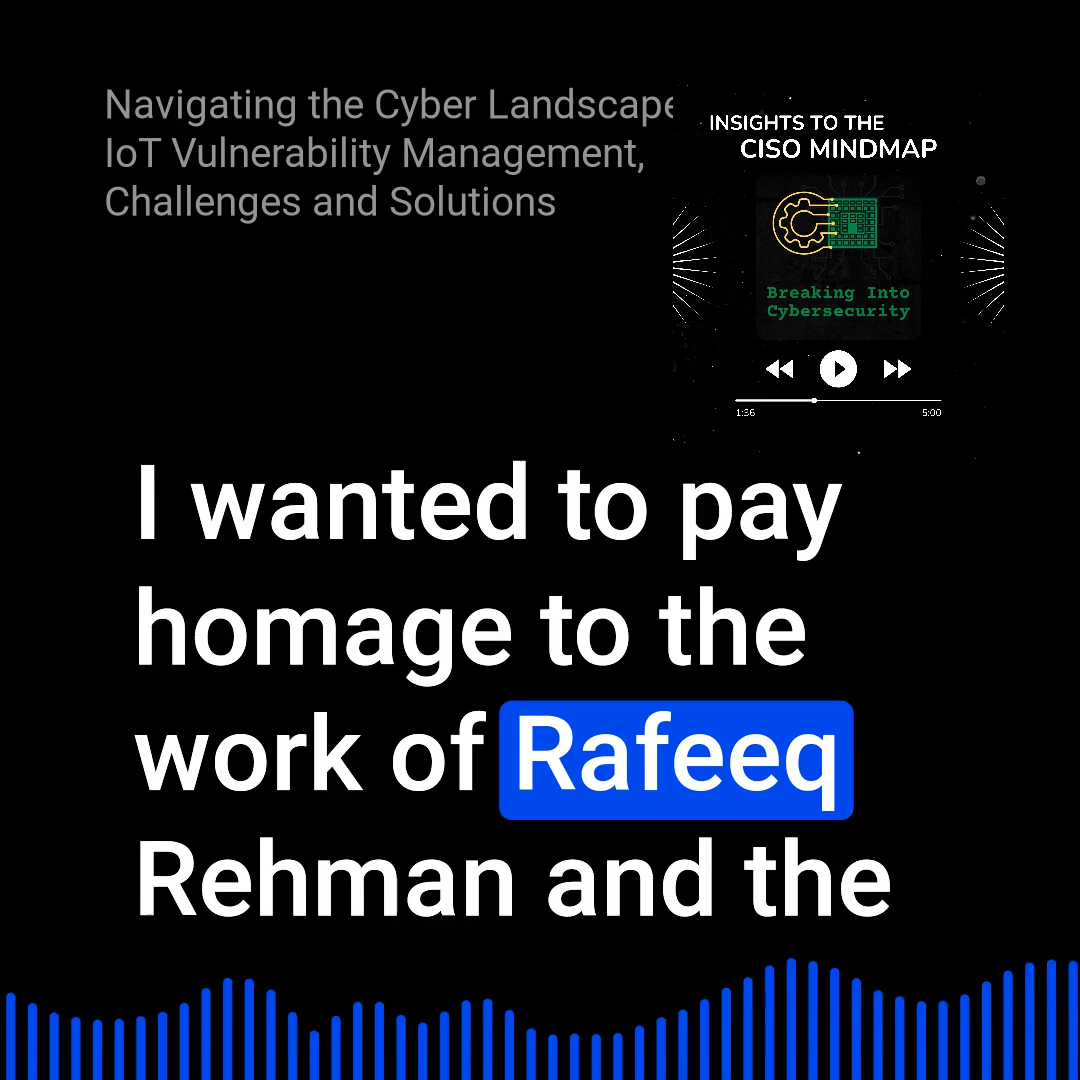 Navigating the Cyber Landscape
IoT Vulnerability Management,
Challenges and Solutions
INSIGHTS TO THE
CISO MINDMAP
Breaking Into
Cybersecurity
1:36
5:00
I wanted to pay
homage to the
work of Rafeeq
Rehman and the